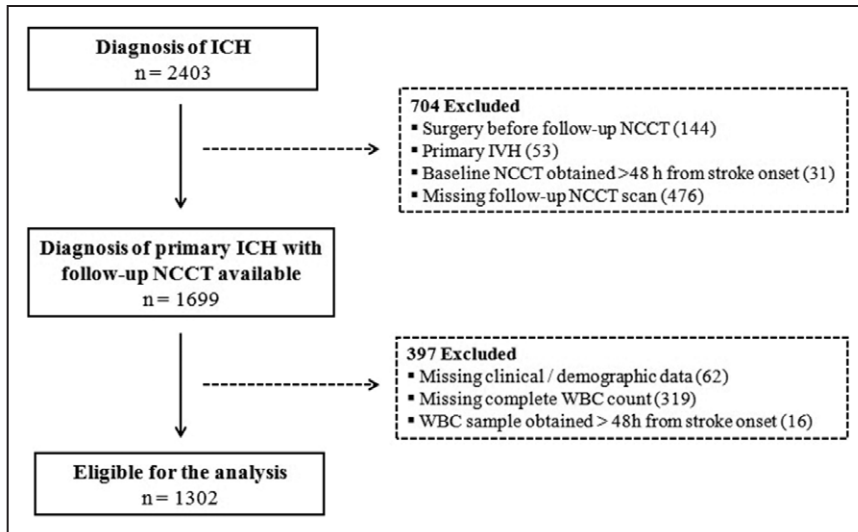 Diagnosis of ICH
n = 2403
704 Excluded
▪ Surgery before follow-up NCCT (144)
▪ Primary IVH (53)
▪ Baseline NCCT obtained >48 h from stroke onset (31)
▪ Missing follow-up NCCT scan (476)
Diagnosis of primary ICH with
follow-up NCCT available
n = 1699
397 Excluded
▪ Missing clinical / demographic data (62)
▪ Missing complete WBC count (319)
▪ WBC sample obtained > 48h from stroke onset (16)
Eligible for the analysis
n = 1302